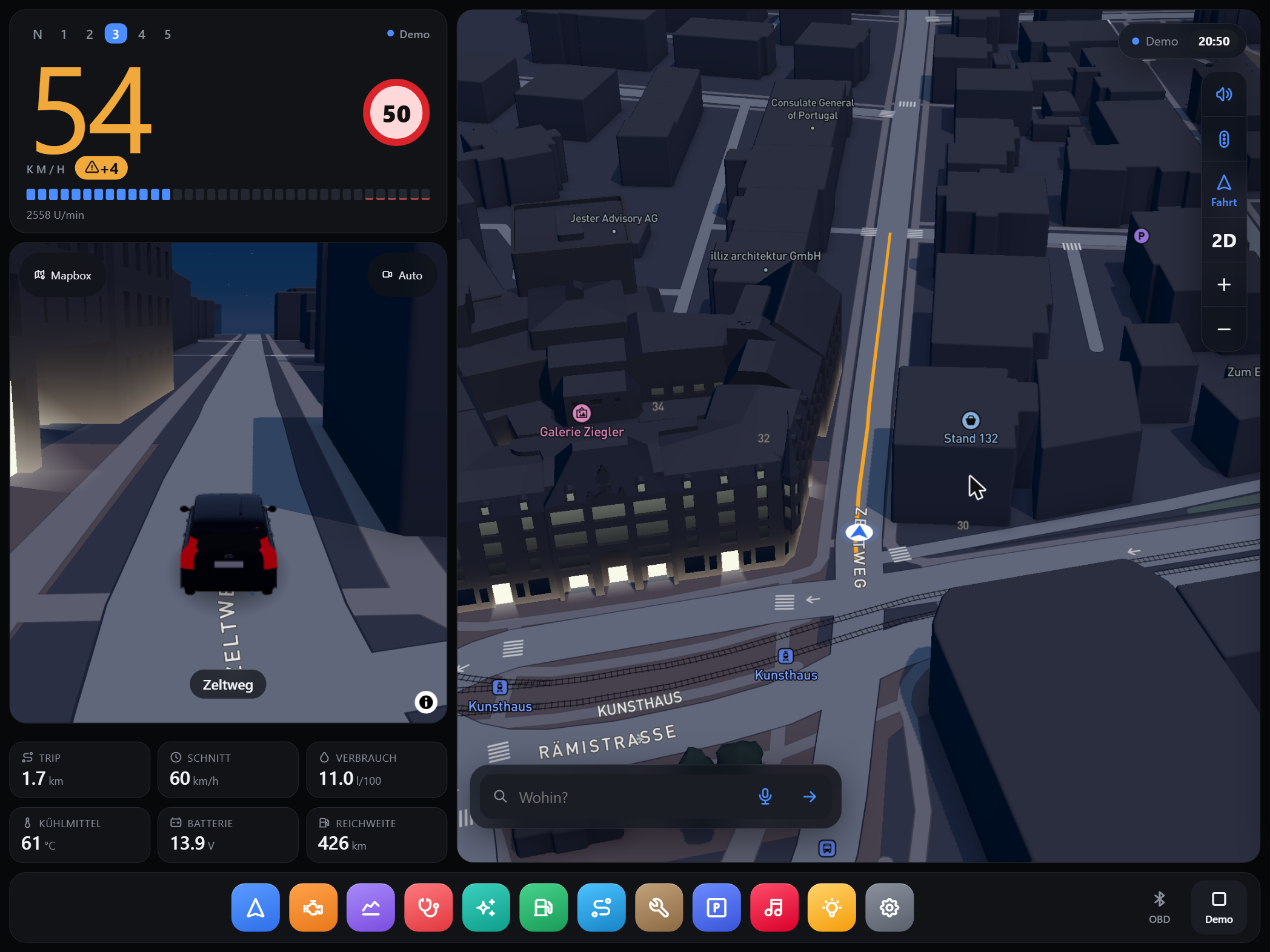 N 1 2 3 4 5
Demo
54
50
KM/H
+4
2558 U/min
Mapbox
Auto
ZELTWE
Zeltweg
TRIP
1.7 km
SCHNITT
60 km/h
VERBRAUCH
11.0 l/100
KÜHLMITTEL
61 °C
BATTERIE
13.9 V
REICHWEITE
426 km
Demo 20:50
Fahrt
2D
+
−
Consulate General
of Portugal
Jester Advisory AG
illiz architektur GmbH
P
Zum E
34
Galerie Ziegler
32
Stand 132
30
ZELTWEG
Kunsthaus
Kunsthaus
KUNSTHAUS
RÄMISTRASSE
Wohin?
P
OBD
Demo